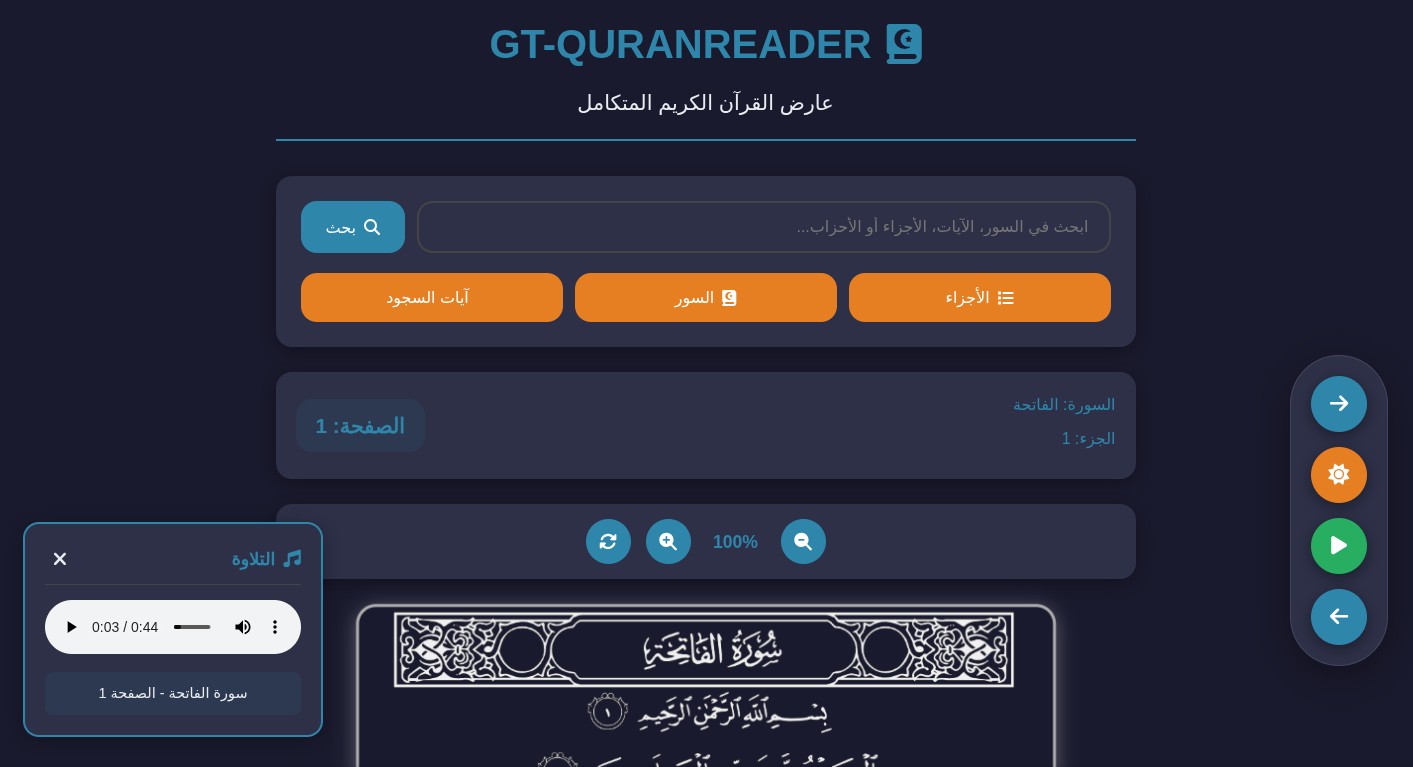 GT-QURANREADER
عارض القرآن الكريم المتكامل
ابحث في السور، الآيات، الأجزاء أو الأحزاب...
بحث
الأجزاء
السور
آيات السجود
السورة: الفاتحة
الجزء: 1
الصفحة: 1
100%
التلاوة
0:03 / 0:44
سورة الفاتحة - الصفحة 1
سُورَةُ الفَاتِحَةِ
بِسْمِ ٱللَّهِ ٱلرَّحْمَٰنِ ٱلرَّحِيمِ ١